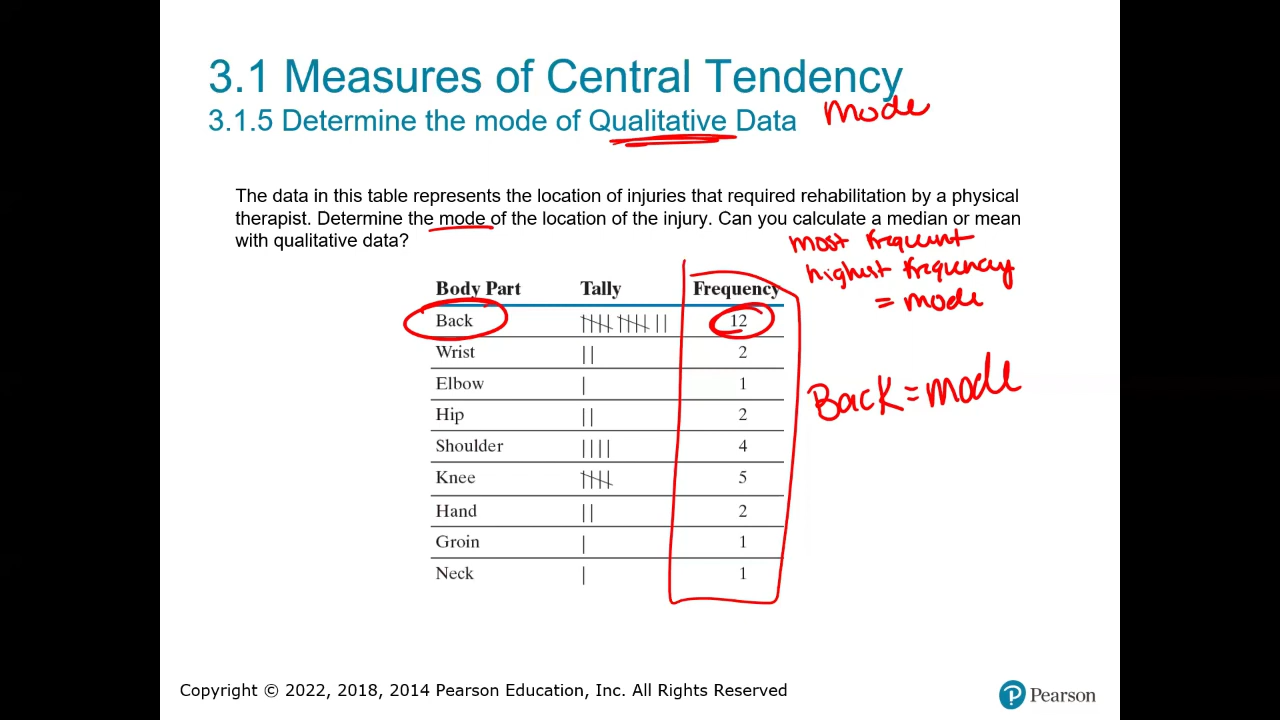 3.1 Measures of Central Tendency
3.1.5 Determine the mode of Qualitative Data mode
The data in this table represents the location of injuries that required rehabilitation by a physical
therapist. Determine the mode of the location of the injury. Can you calculate a median or mean
with qualitative data?
most frequent
highest frequency
= mode
Body Part Tally Frequency
Back 12
Wrist || 2
Elbow | 1
Back = mode
Hip || 2
Shoulder |||| 4
Knee 5
Hand || 2
Groin | 1
Neck | 1
Copyright © 2022, 2018, 2014 Pearson Education, Inc. All Rights Reserved
P Pearson